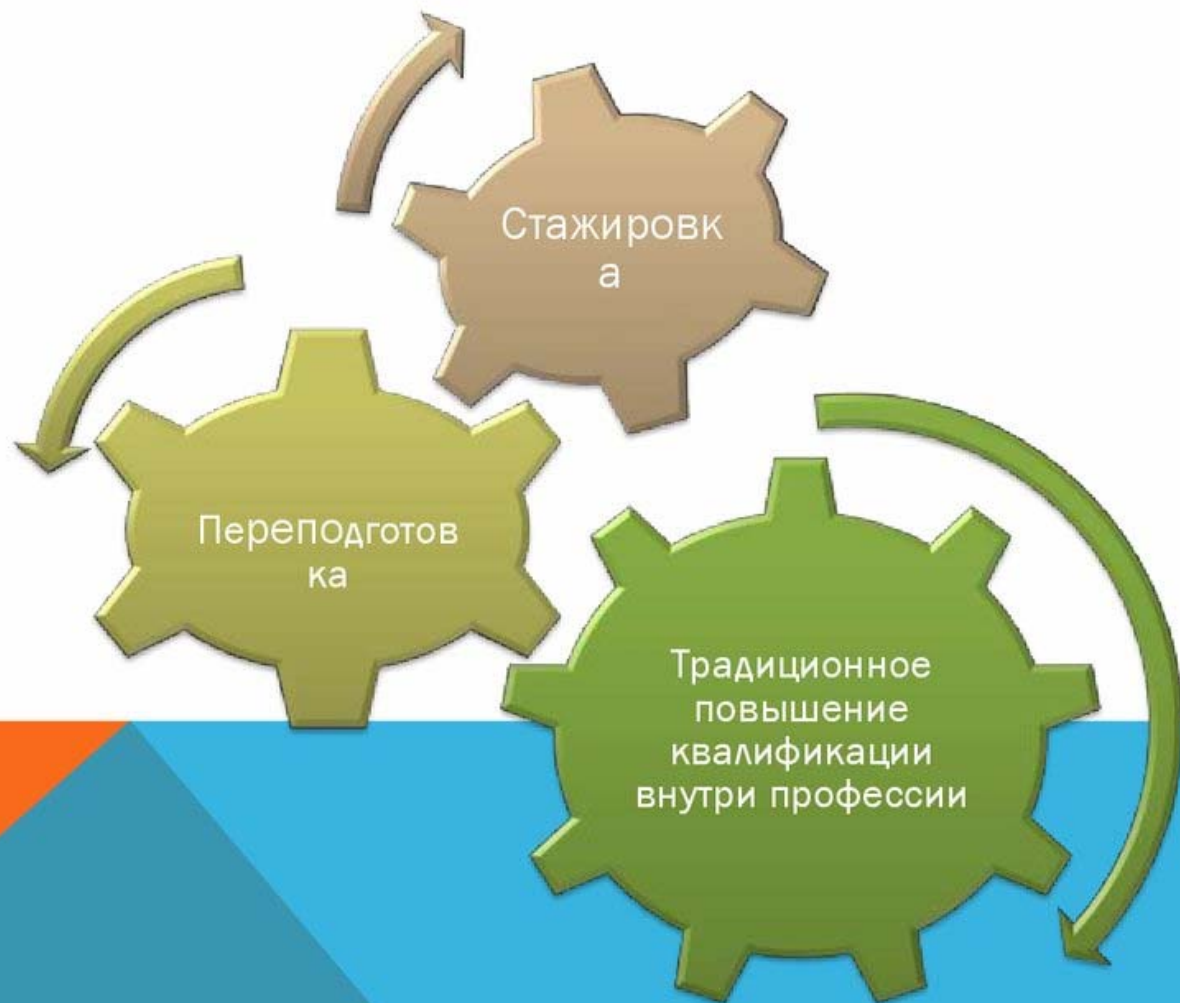 Стажировк
а
Переподготов
ка
Традиционное
повышение
квалификации
внутри профессии